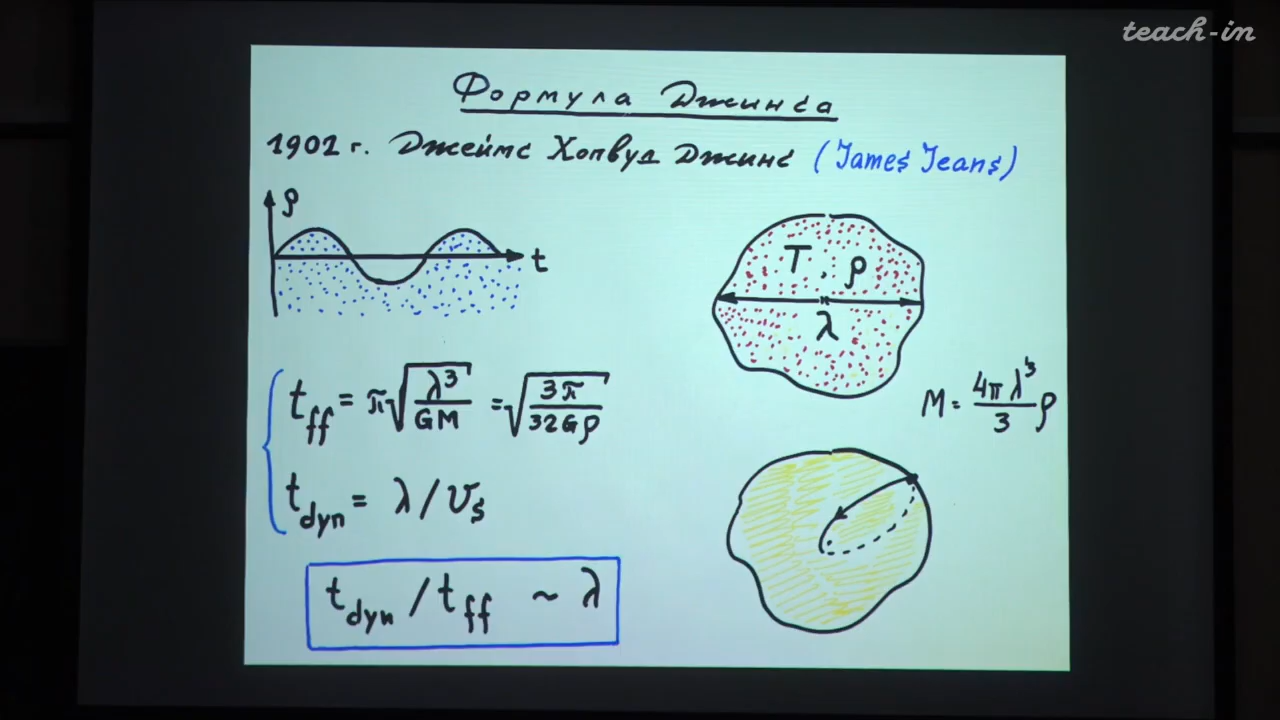 teach-in
Формула Джинса
1902 г. Джеймс Хопвуд Джинс (James Jeans)
ρ
t
T, ρ
λ
t_ff = π√(λ³/GM) = √(3π/32Gρ)
M = 4πλ³/3 ρ
t_dyn = λ / υ_s
t_dyn / t_ff ~ λ